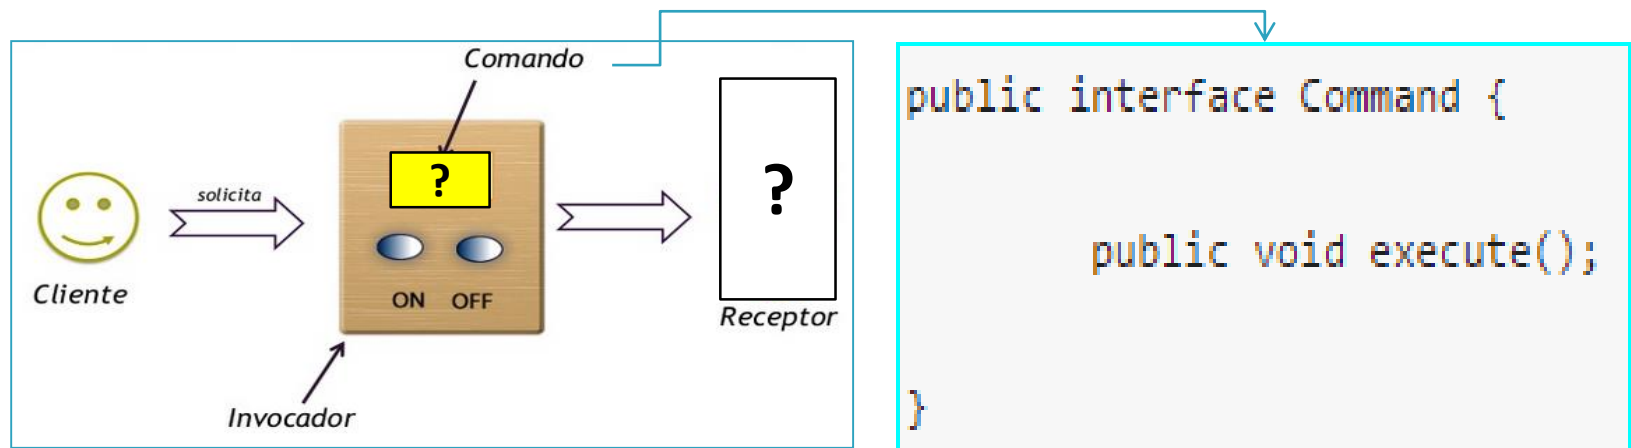 Comando
?
?
solicita
Cliente
ON OFF
Receptor
Invocador
public interface Command {
public void execute();
}